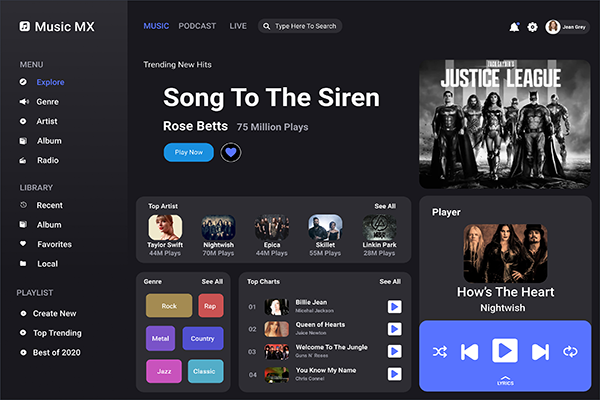 Music MX
MUSIC PODCAST LIVE Type Here To Search Jean Grey
MENU
Explore
Genre
Artist
Album
Radio
LIBRARY
Recent
Album
Favorites
Local
PLAYLIST
Create New
Top Trending
Best of 2020
Trending New Hits
Song To The Siren
Rose Betts 75 Million Plays
Play Now
ZACK SNYDER'S
JUSTICE LEAGUE
Top Artist See All
Taylor Swift Nightwish Epica Skillet Linkin Park
44M Plays 70M Plays 44M Plays 55M Plays 28M Plays
Genre See All
Rock Rap
Metal Country
Jazz Classic
Top Charts See All
01 Billie Jean
Micehal Jackson
02 Queen of Hearts
Juice Newton
03 Welcome To The Jungle
Guns N' Roses
04 You Know My Name
Chris Connel
Player
How's The Heart
Nightwish
LYRICS